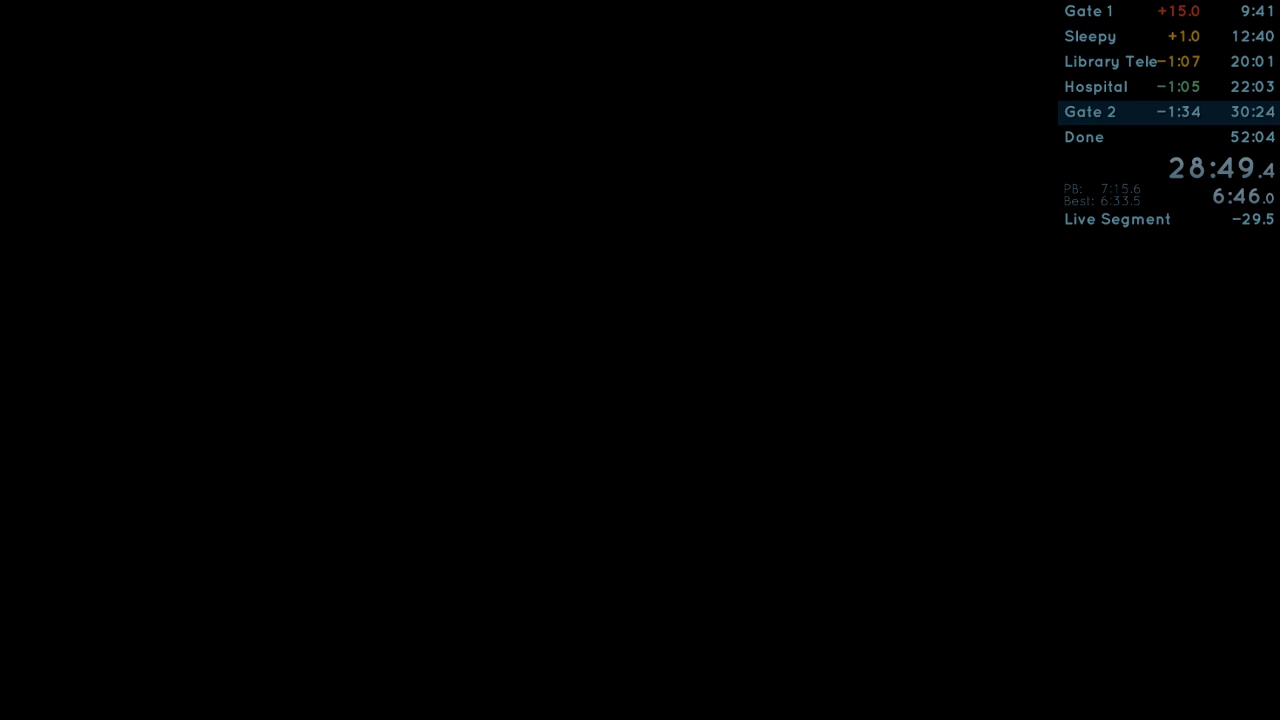 Gate 1 +15.0 9:41
Sleepy +1.0 12:40
Library Tele −1:07 20:01
Hospital −1:05 22:03
Gate 2 −1:34 30:24
Done 52:04
28:49.4
PB: 7:15.6
Best: 6:33.5 6:46.0
Live Segment −29.5